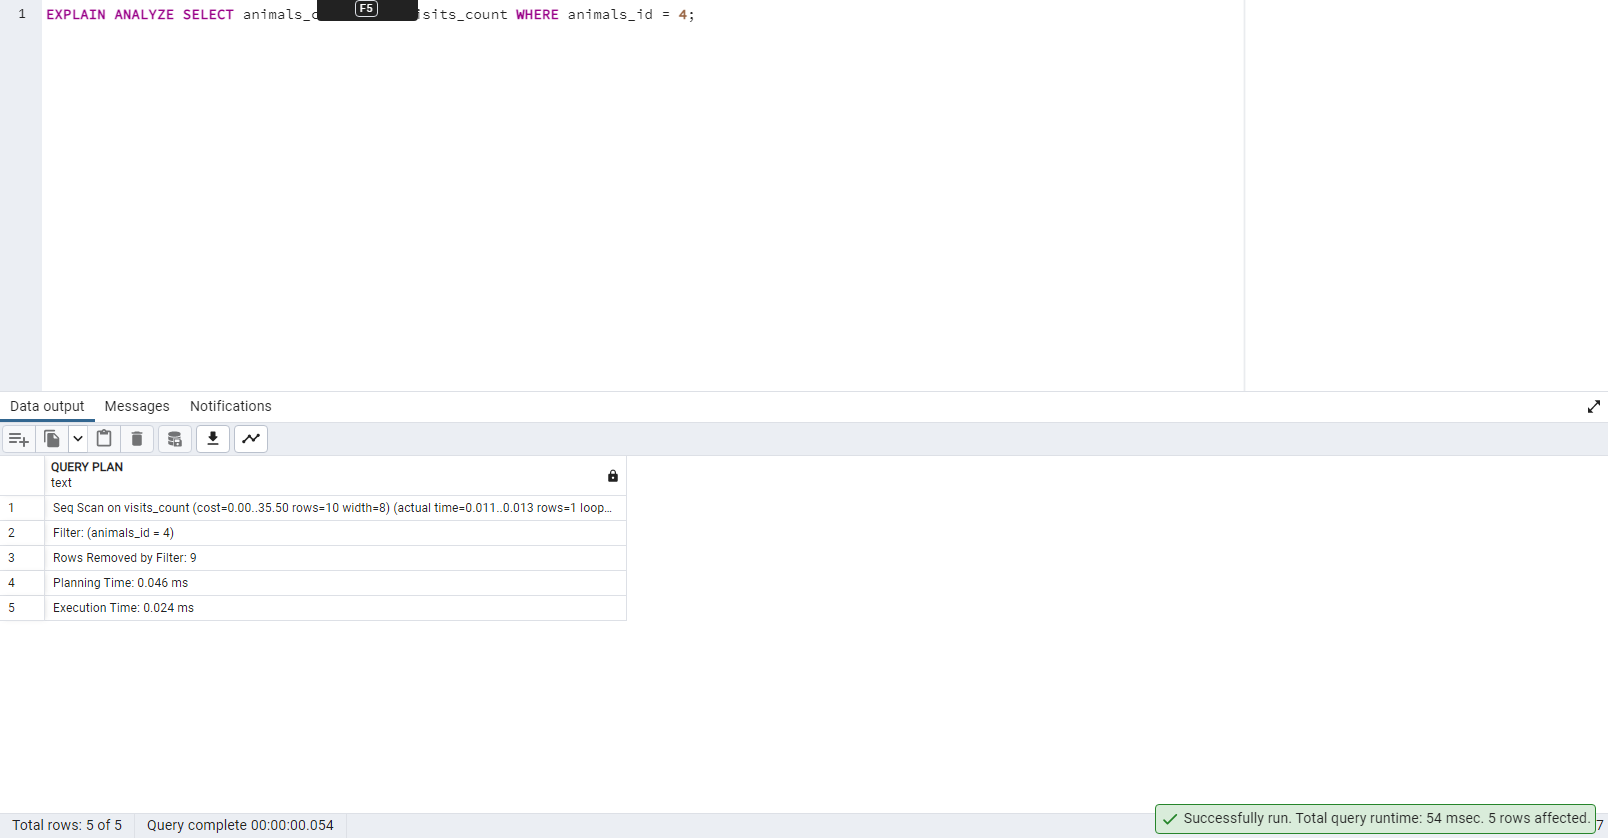 1 EXPLAIN ANALYZE SELECT isits_count WHERE animals_id = 4;
F5
Data output Messages Notifications
QUERY PLAN
text
1 Seq Scan on visits_count (cost=0.00..35.50 rows=10 width=8) (actual time=0.011..0.013 rows=1 loop...
2 Filter: (animals_id = 4)
3 Rows Removed by Filter: 9
4 Planning Time: 0.046 ms
5 Execution Time: 0.024 ms
Total rows: 5 of 5 Query complete 00:00:00.054
Successfully run. Total query runtime: 54 msec. 5 rows affected.
7